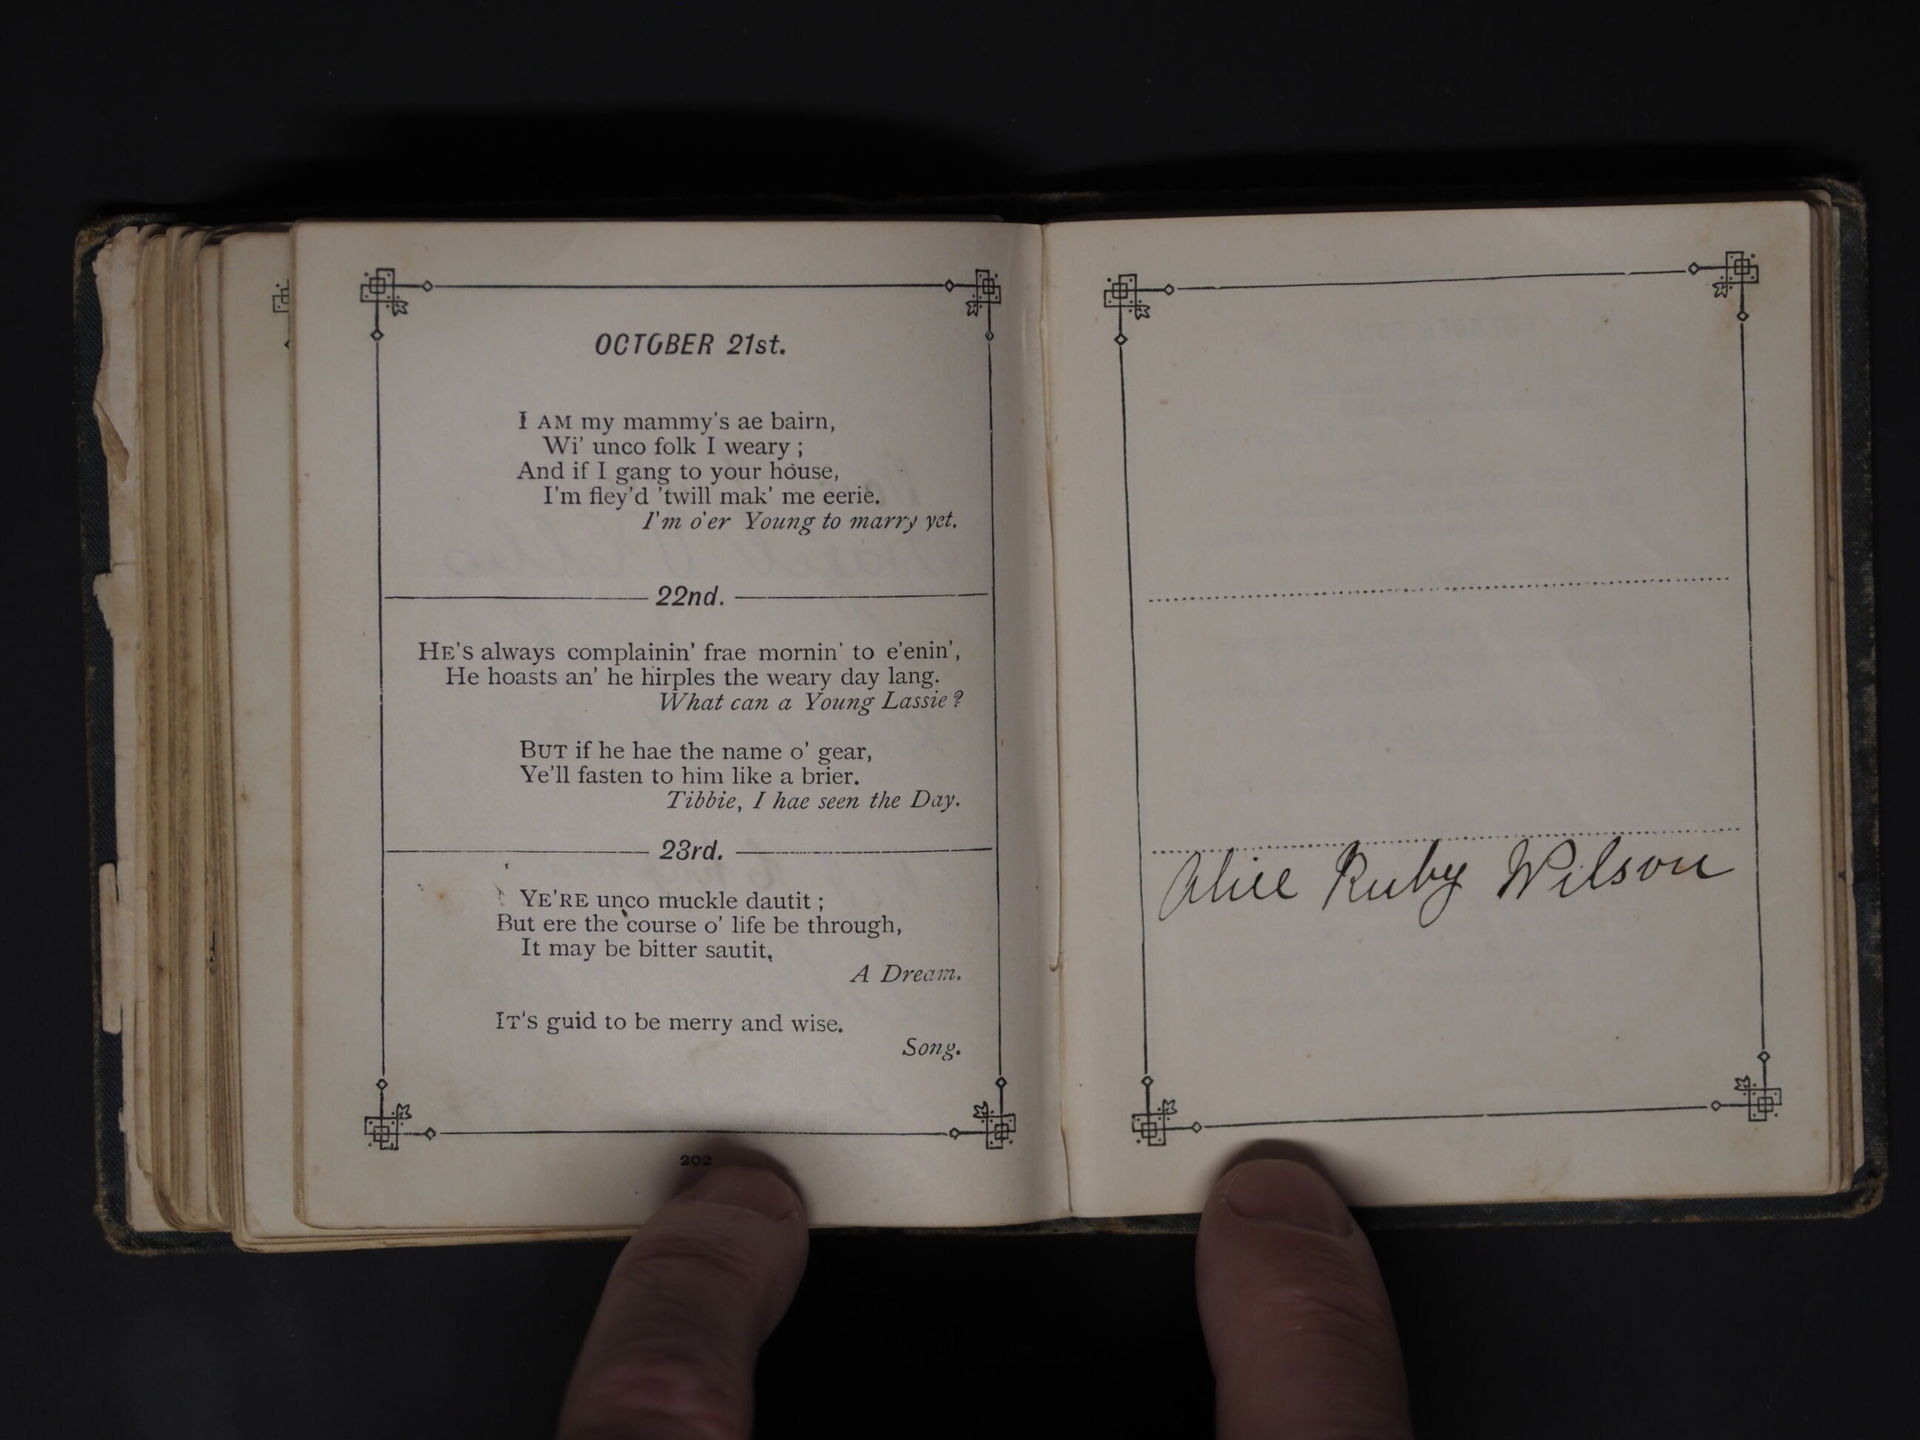 OCTOBER 21st.
I AM my mammy's ae bairn,
Wi' unco folk I weary ;
And if I gang to your house,
I'm fley'd 'twill mak' me eerie.
I'm o'er Young to marry yet.
22nd.
HE'S always complainin' frae mornin' to e'enin',
He hoasts an' he hirples the weary day lang.
What can a Young Lassie ?
BUT if he hae the name o' gear,
Ye'll fasten to him like a brier.
Tibbie, I hae seen the Day.
23rd.
YE'RE unco muckle dautit ;
But ere the course o' life be through,
It may be bitter sautit,
A Dream.
IT'S guid to be merry and wise.
Song.
202
Alice Ruby Wilson